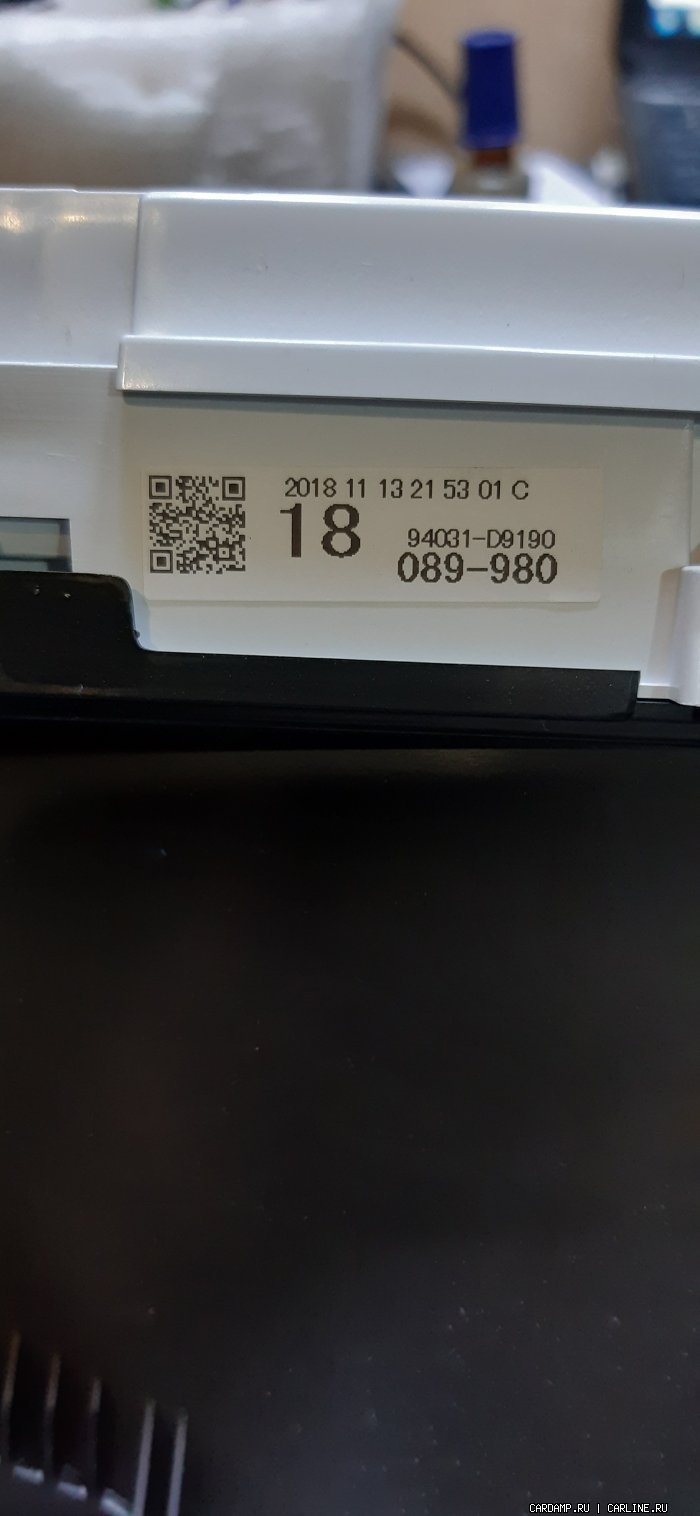 2018 11 13 21 53 01 C
18
94031-D9190
089-980
CARDAMP.RU | CARLINE.RU